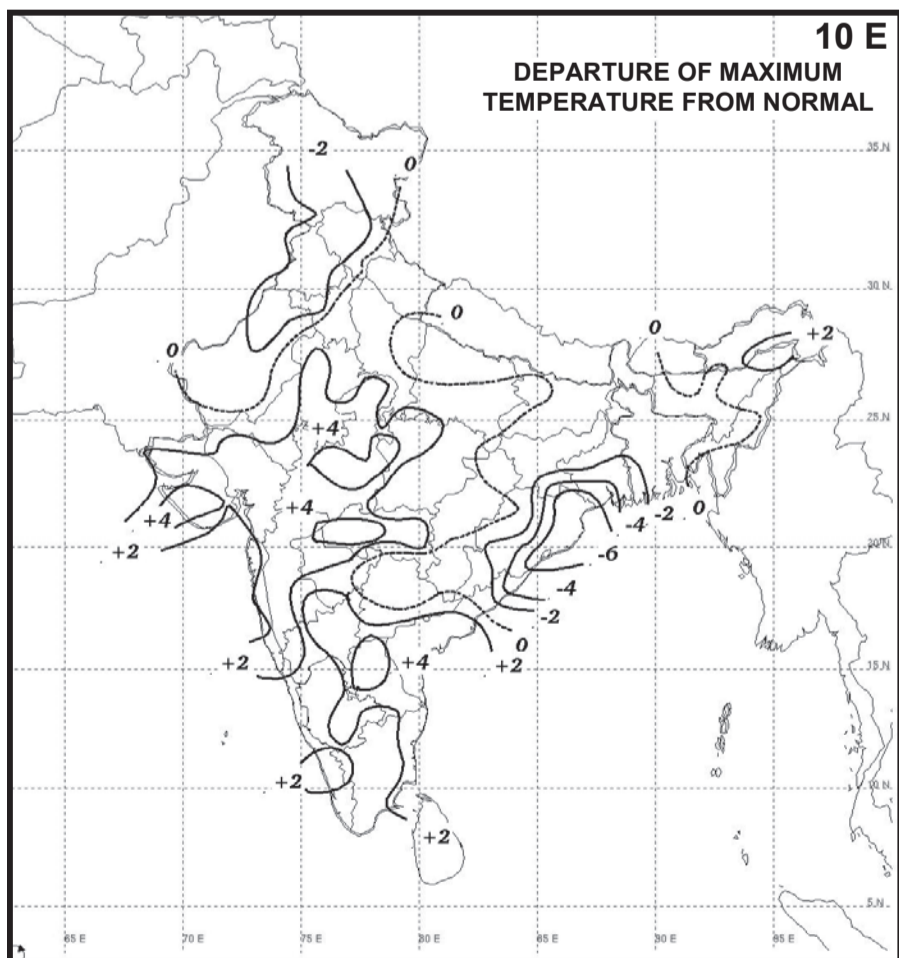 10 E
DEPARTURE OF MAXIMUM
TEMPERATURE FROM NORMAL
-2
0
35 N
30 N
0
0
+2
0
25 N
+4
+4
+4
-2
0
-4
+2
20 N
-6
-4
-2
0
+2
+4
+2
15 N
+2
10 N
+2
5 N
65 E 70 E 75 E 80 E 85 E 90 E 95 E